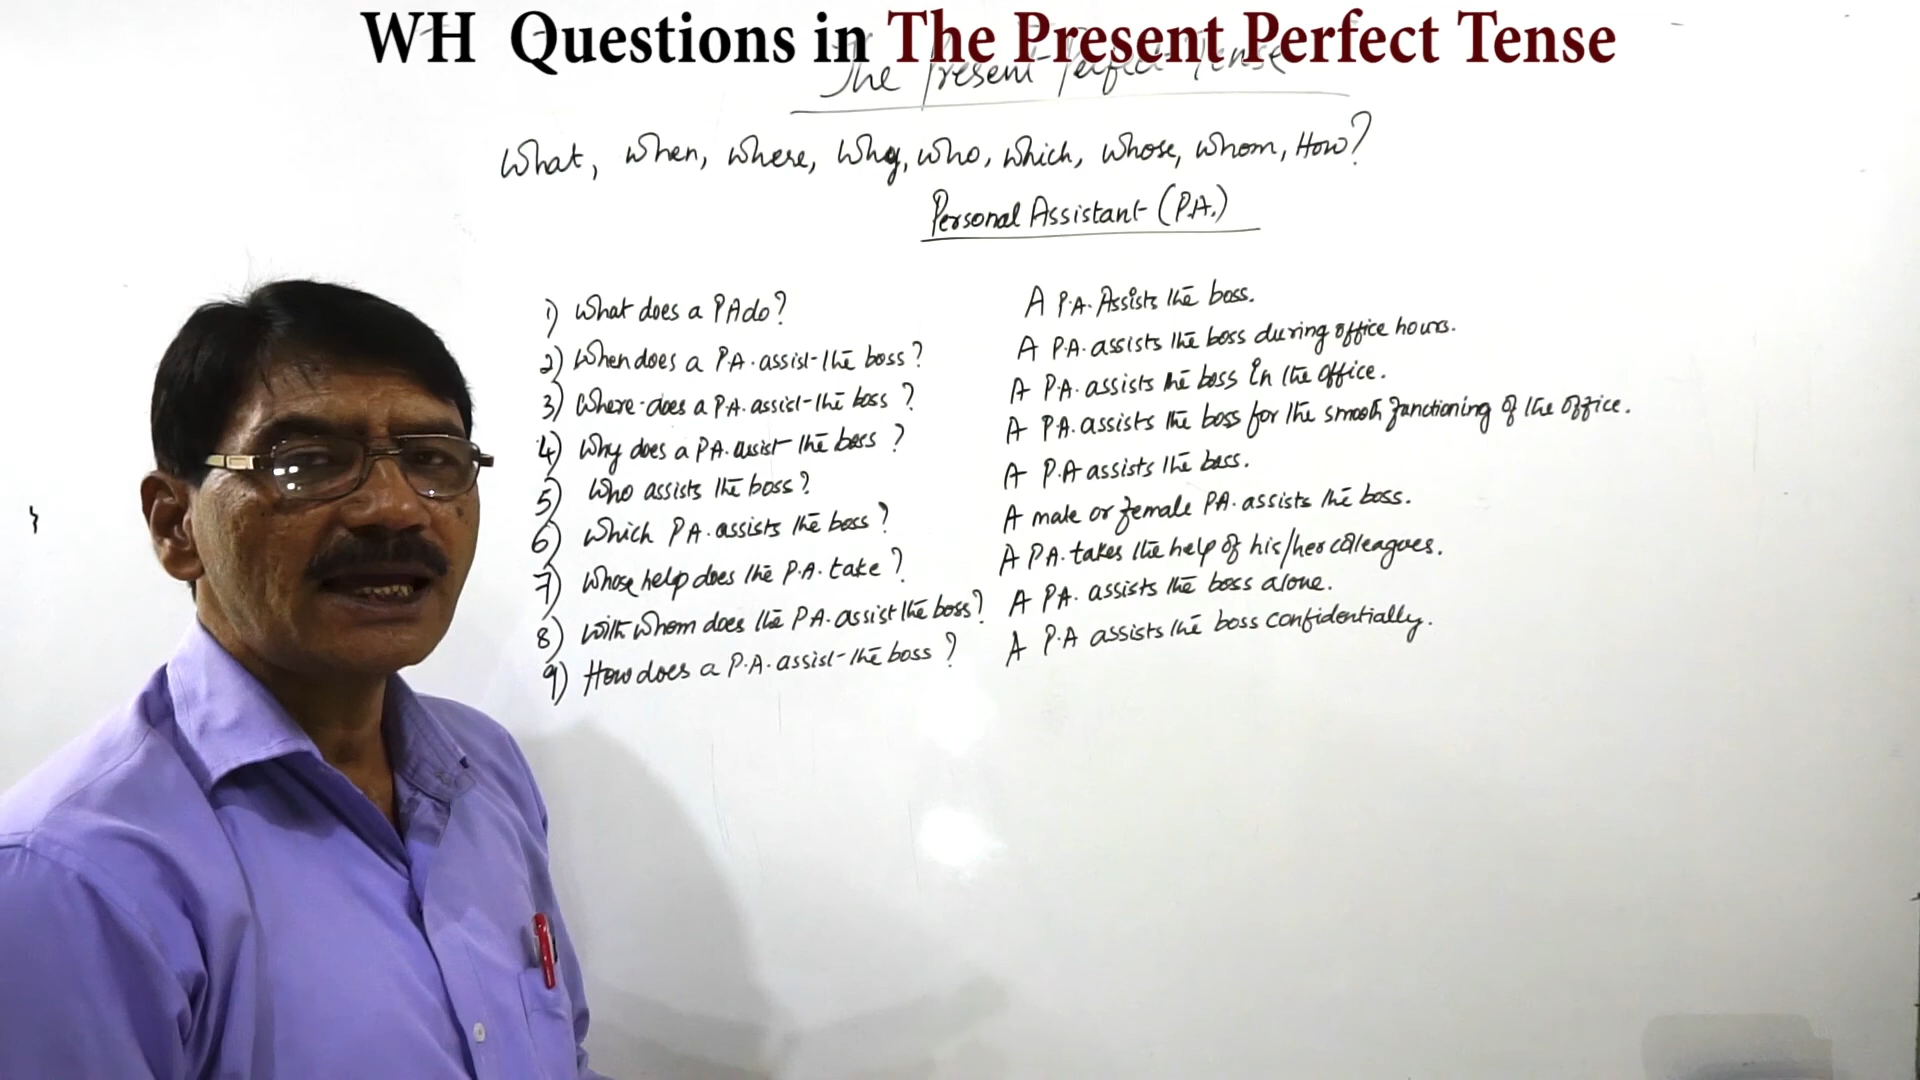 WH Questions in The Present Perfect Tense
The Present Perfect Tense
What, When, Where, Why, Who, Which, Whose, Whom, How?
Personal Assistant (P.A.)
1) What does a PA do? A P.A. Assists the boss.
2) When does a P.A. assist the boss? A P.A. assists the boss during office hours.
3) Where does a P.A. assist the boss? A P.A. assists the boss in the office.
4) Why does a P.A. assist the boss? A P.A. assists the boss for the smooth functioning of the office.
5) Who assists the boss? A P.A assists the boss.
6) Which P.A. assists the boss? A male or female P.A. assists the boss.
7) Whose help does the P.A. take? A P.A. takes the help of his/her colleagues.
8) With Whom does the P.A. assist the boss? A P.A. assists the boss alone.
9) How does a P.A. assist the boss? A P.A assists the boss confidentially.